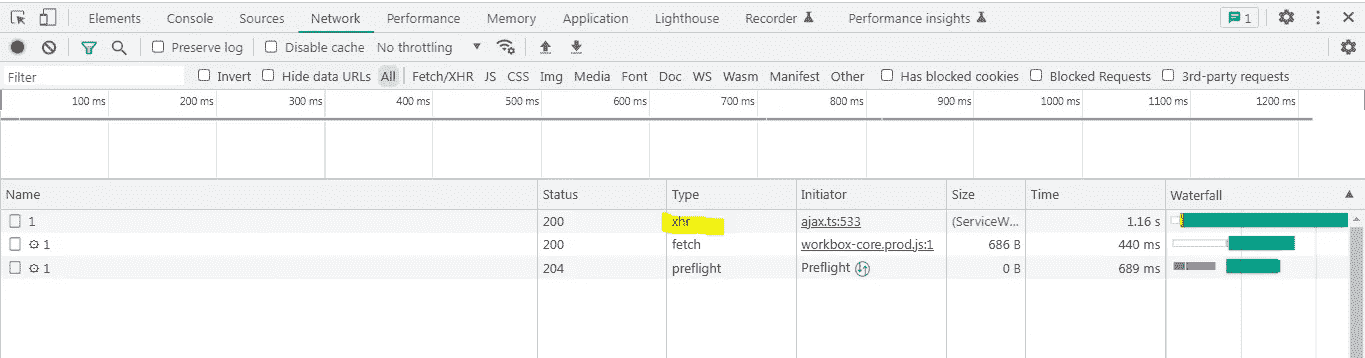 Elements Console Sources Network Performance Memory Application Lighthouse Recorder Performance insights 1
Preserve log Disable cache No throttling
Filter Invert Hide data URLs All Fetch/XHR JS CSS Img Media Font Doc WS Wasm Manifest Other Has blocked cookies Blocked Requests 3rd-party requests
100 ms 200 ms 300 ms 400 ms 500 ms 600 ms 700 ms 800 ms 900 ms 1000 ms 1100 ms 1200 ms
Name Status Type Initiator Size Time Waterfall
1 200 xhr ajax.ts:533 (ServiceW... 1.16 s
1 200 fetch workbox-core.prod.js:1 686 B 440 ms
1 204 preflight Preflight 0 B 689 ms